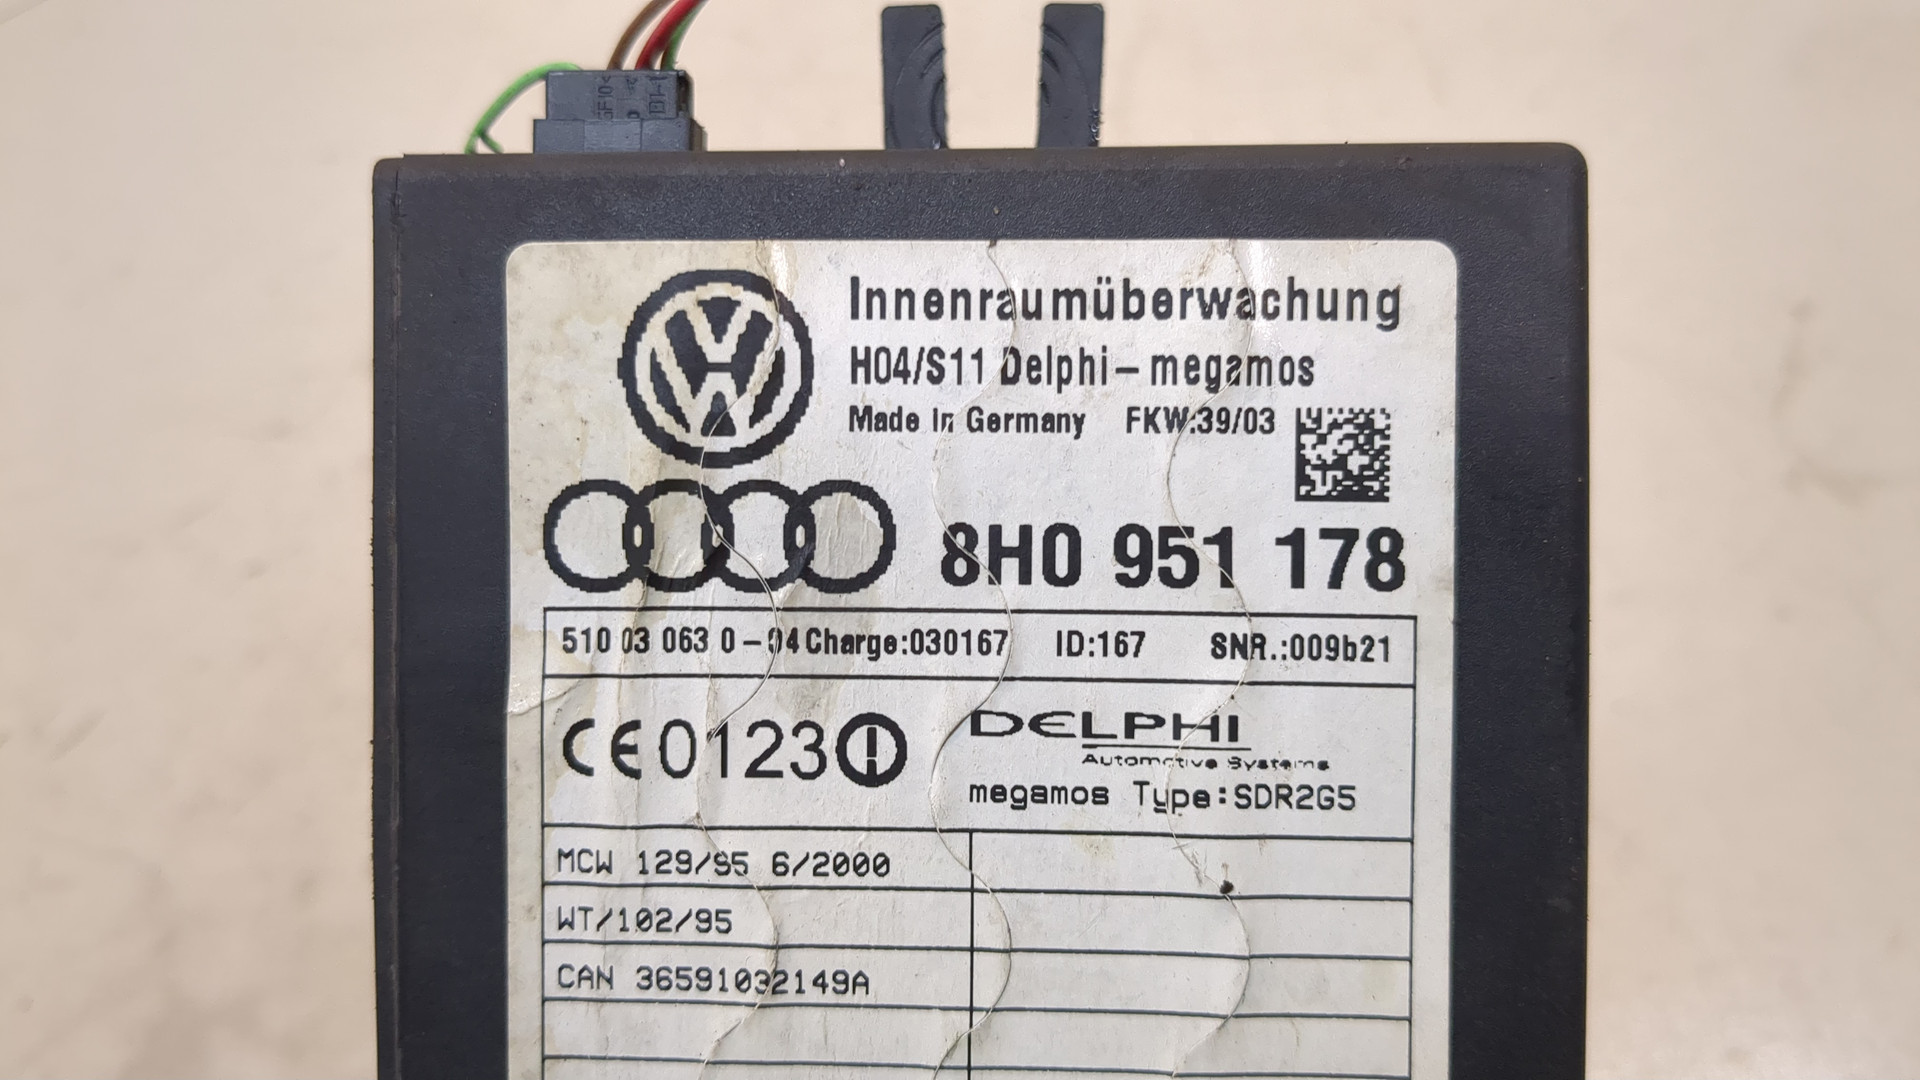 Innenraumüberwachung
H04/S11 Delphi-megamos
Made in Germany FKW:39/03
8H0 951 178
510 03 063 0-04 Charge:030167 ID:167 SNR.:009b21
CE0123
DELPHI
Automotive Systems
megamos Type:SDR2G5
MCW 129/95 6/2000
WT/102/95
CAN 36591032149A